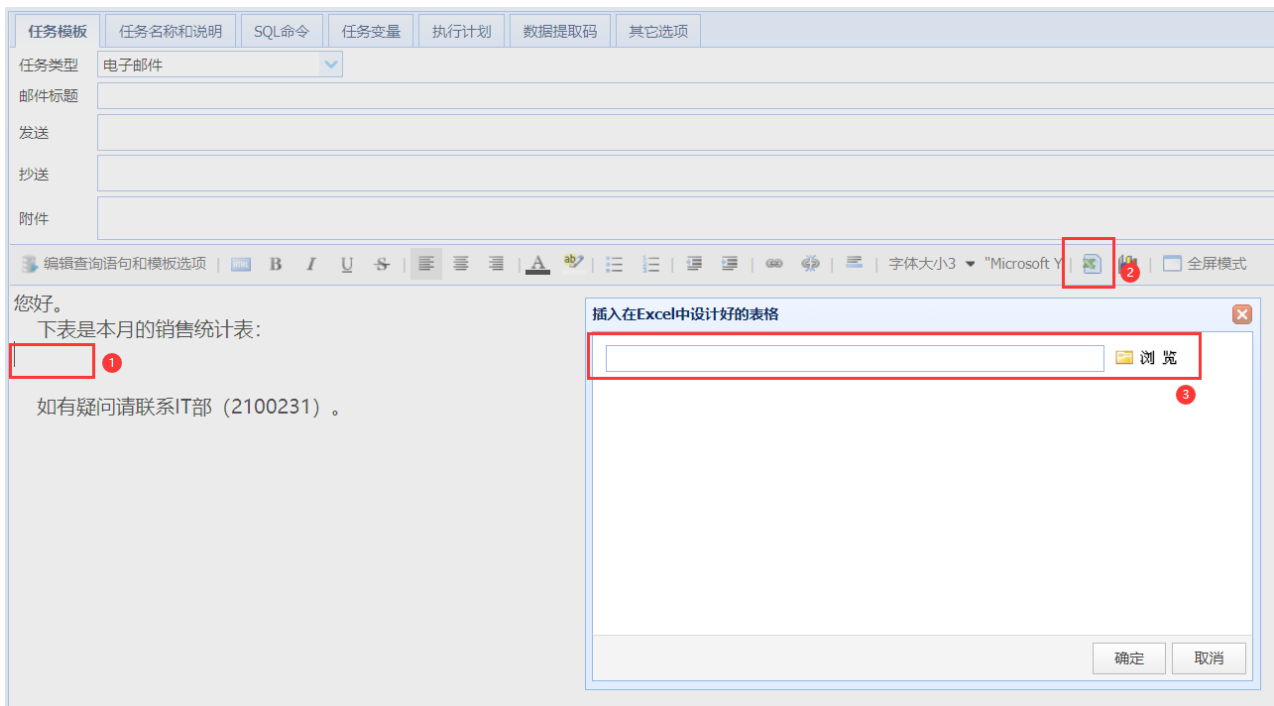 任务模板 任务名称和说明 SQL命令 任务变量 执行计划 数据提取码 其它选项
任务类型 电子邮件
邮件标题
发送
抄送
附件
编辑查询语句和模板选项 HTML B I U S A ab 字体大小3 "Microsoft Y 2 全屏模式
您好。
下表是本月的销售统计表：
1
如有疑问请联系IT部（2100231）。
插入在Excel中设计好的表格
浏 览
3
确定 取消